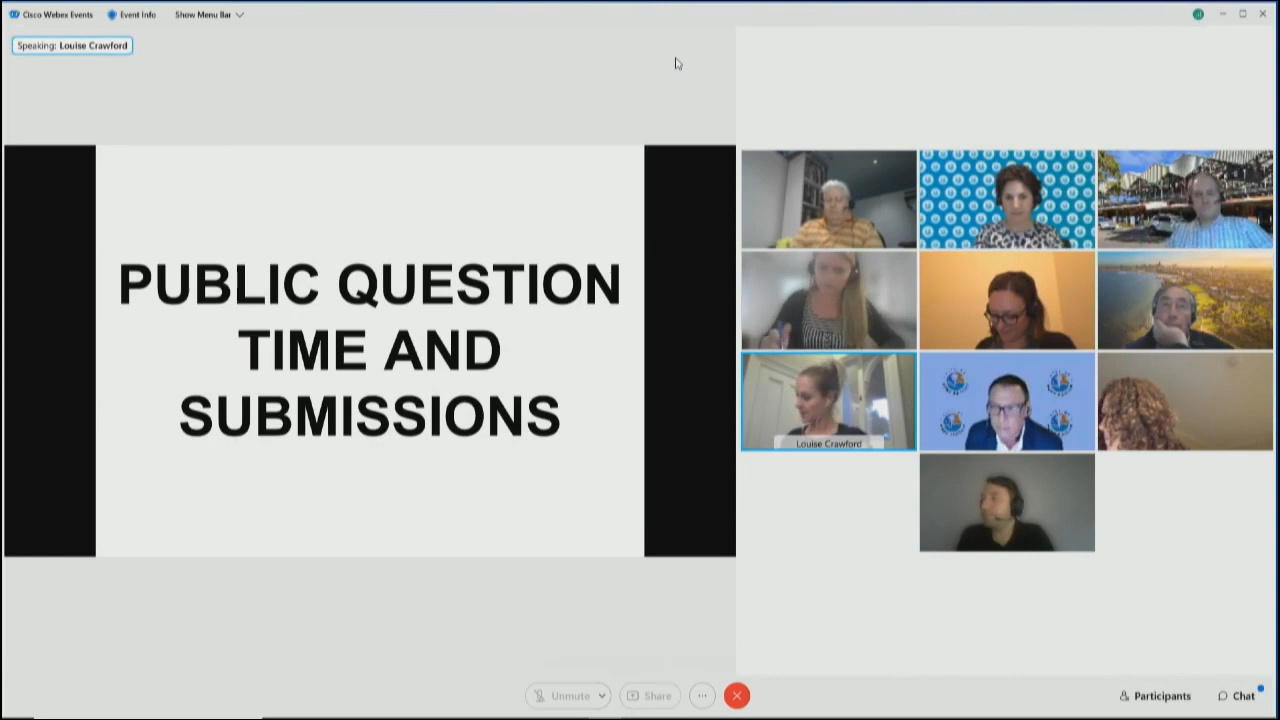 Cisco Webex Events
Event Info
Show Menu Bar
Speaking: Louise Crawford
PUBLIC QUESTION
TIME AND
SUBMISSIONS
Louise Crawford
Unmute
Share
Participants
Chat